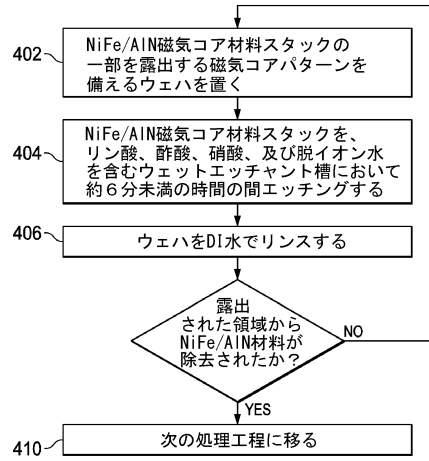 402
NiFe/AlN磁気コア材料スタックの
一部を露出する磁気コアパターンを
備えるウェハを置く
404
NiFe/AlN磁気コア材料スタックを、
リン酸、酢酸、硝酸、及び脱イオン水
を含むウェットエッチャント槽において
約6分未満の時間の間エッチングする
406
ウェハをDI水でリンスする
露出
された領域から
NiFe/AlN材料が
除去されたか？
NO
YES
410
次の処理工程に移る